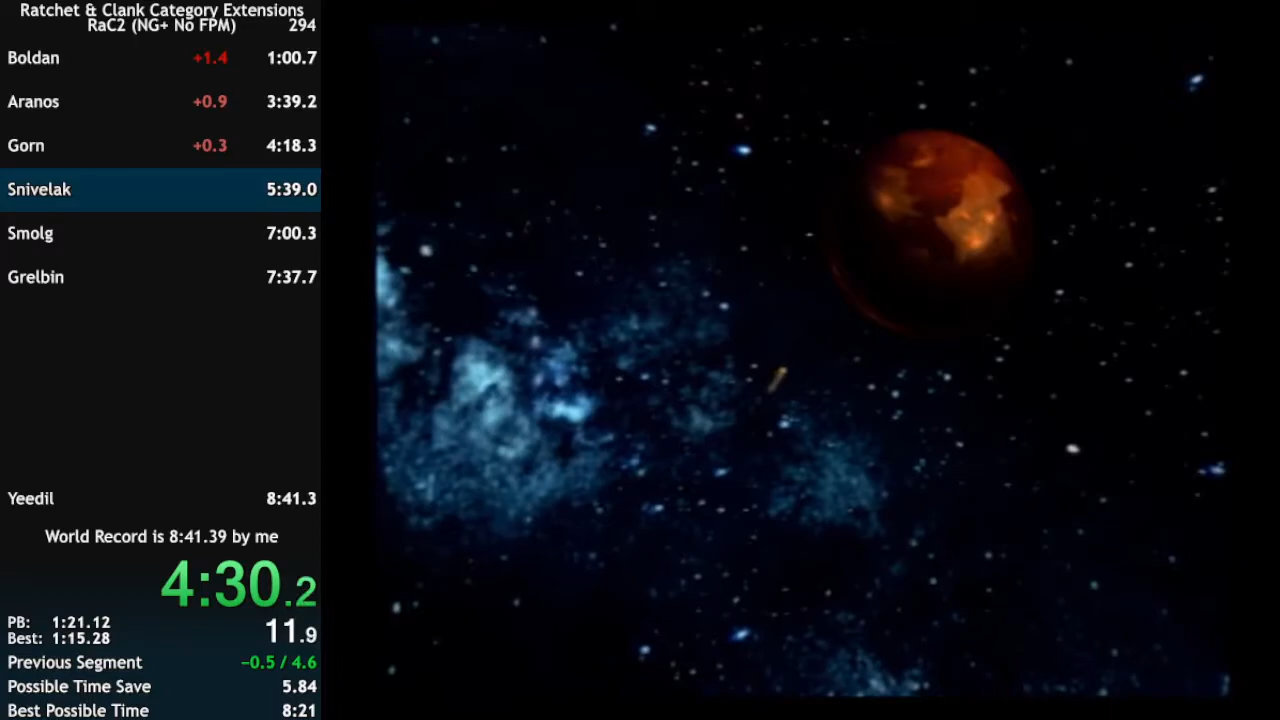 Ratchet & Clank Category Extensions
RaC2 (NG+ No FPM) 294
Boldan +1.4 1:00.7
Aranos +0.9 3:39.2
Gorn +0.3 4:18.3
Snivelak 5:39.0
Smolg 7:00.3
Grelbin 7:37.7
Yeedil 8:41.3
World Record is 8:41.39 by me
4:30.2
PB: 1:21.12
Best: 1:15.28
11.9
Previous Segment -0.5 / 4.6
Possible Time Save 5.84
Best Possible Time 8:21